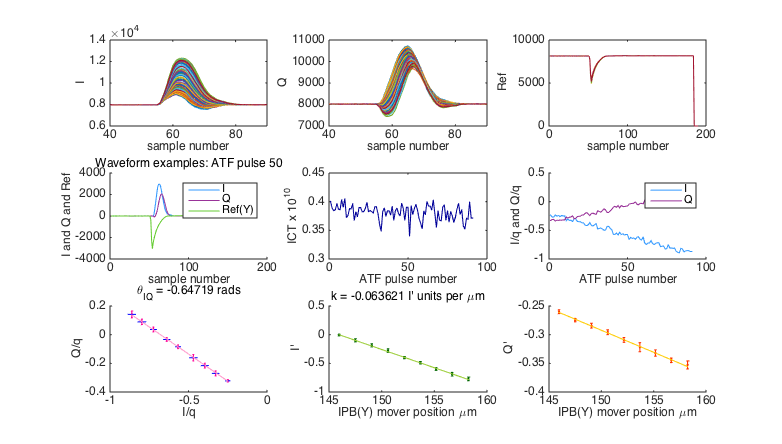 ×10^4
1.4
1.2
1
0.8
0.6
I
40 60 80
sample number
11000
10000
9000
8000
7000
Q
40 60 80
sample number
10000
5000
0
Ref
0 100 200
sample number
Waveform examples: ATF pulse 50
4000
2000
0
-2000
-4000
I and Q and Ref
I
Q
Ref(Y)
0 100 200
sample number
0.45
0.4
0.35
0.3
ICT x 10^10
0 50 100
ATF pulse number
0.5
0
-0.5
-1
I/q and Q/q
I
Q
0 50 100
ATF pulse number
θ_IQ = -0.64719 rads
0.2
0
-0.2
-0.4
Q/q
-1 -0.5 0
I/q
k = -0.063621 I' units per μm
0.5
0
-0.5
-1
I'
145 150 155 160
IPB(Y) mover position μm
-0.25
-0.3
-0.35
-0.4
Q'
145 150 155 160
IPB(Y) mover position μm